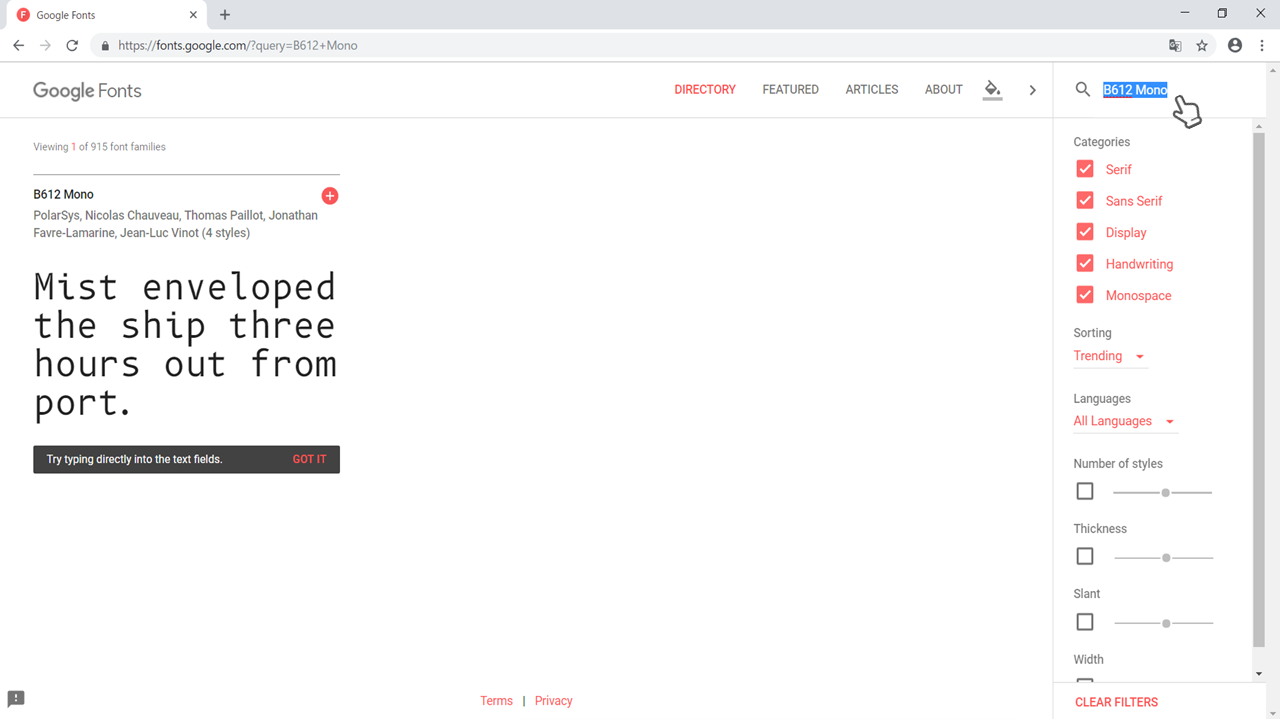 Google Fonts
https://fonts.google.com/?query=B612+Mono
Google Fonts
DIRECTORY
FEATURED
ARTICLES
ABOUT
B612 Mono
Viewing 1 of 915 font families
B612 Mono
PolarSys, Nicolas Chauveau, Thomas Paillot, Jonathan
Favre-Lamarine, Jean-Luc Vinot (4 styles)
Mist enveloped
the ship three
hours out from
port.
Try typing directly into the text fields.
GOT IT
Categories
Serif
Sans Serif
Display
Handwriting
Monospace
Sorting
Trending
Languages
All Languages
Number of styles
Thickness
Slant
Width
CLEAR FILTERS
Terms | Privacy